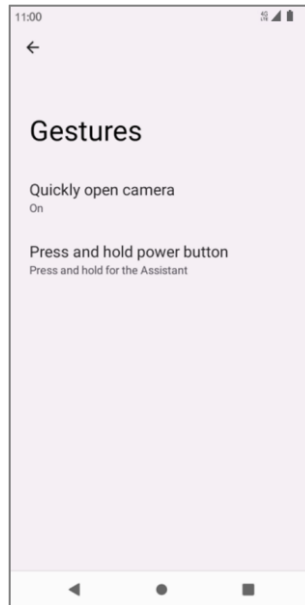 11:00
Gestures
Quickly open camera
On
Press and hold power button
Press and hold for the Assistant